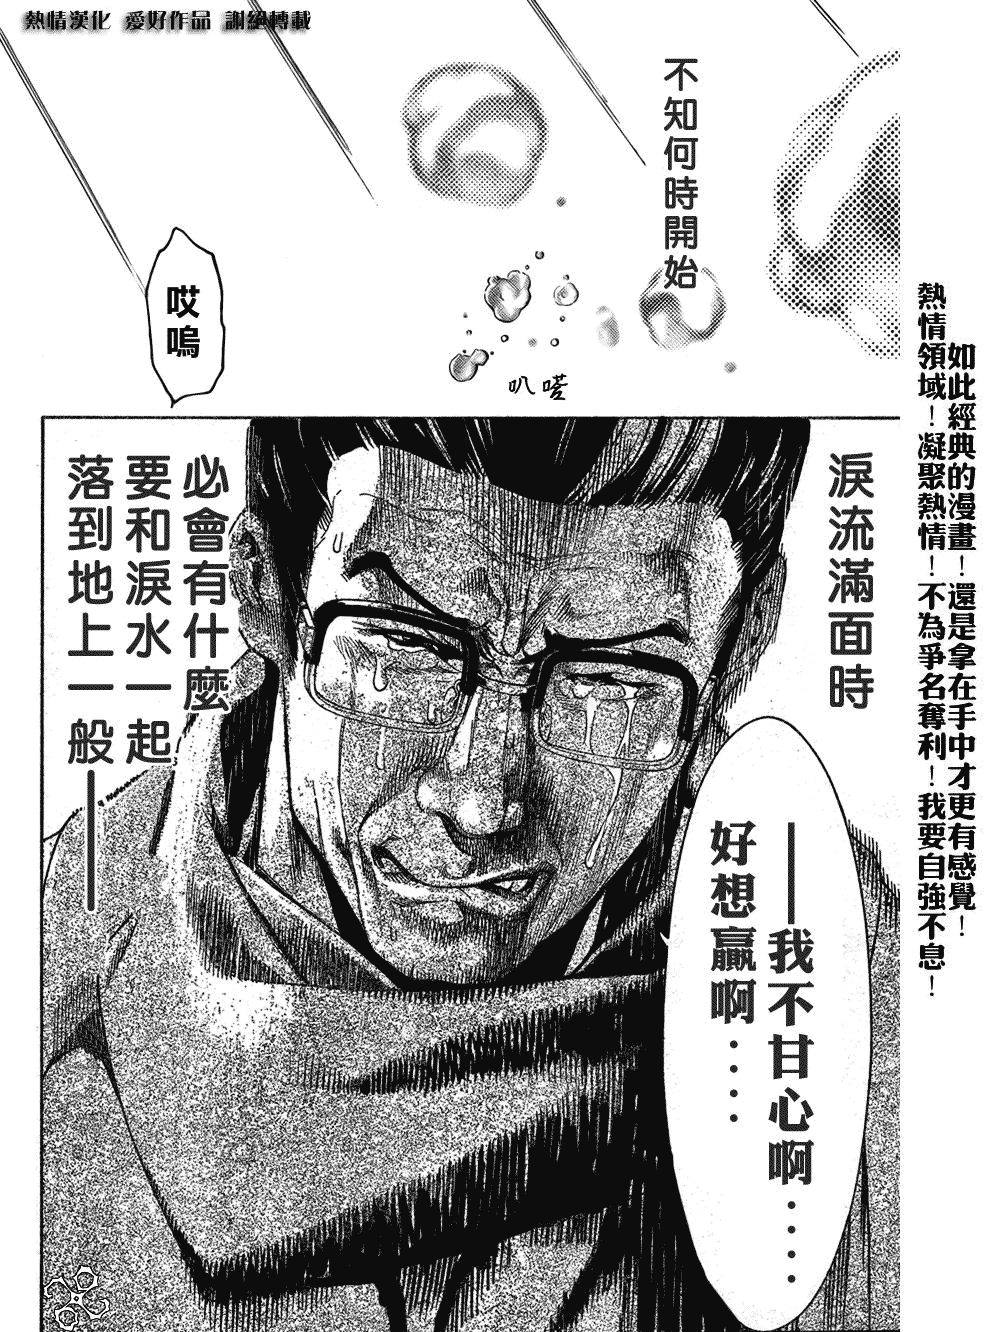 熱情漢化 愛好作品 謝絕轉載
不知何時開始
叭嗒
哎嗚
淚流滿面時
——我不甘心啊……
好想贏啊……
必會有什麼
要和淚水一起
落到地上一般——
如此經典的漫畫！還是拿在手中才更有感覺！
熱情領域！凝聚熱情！不為爭名奪利！我要自強不息！